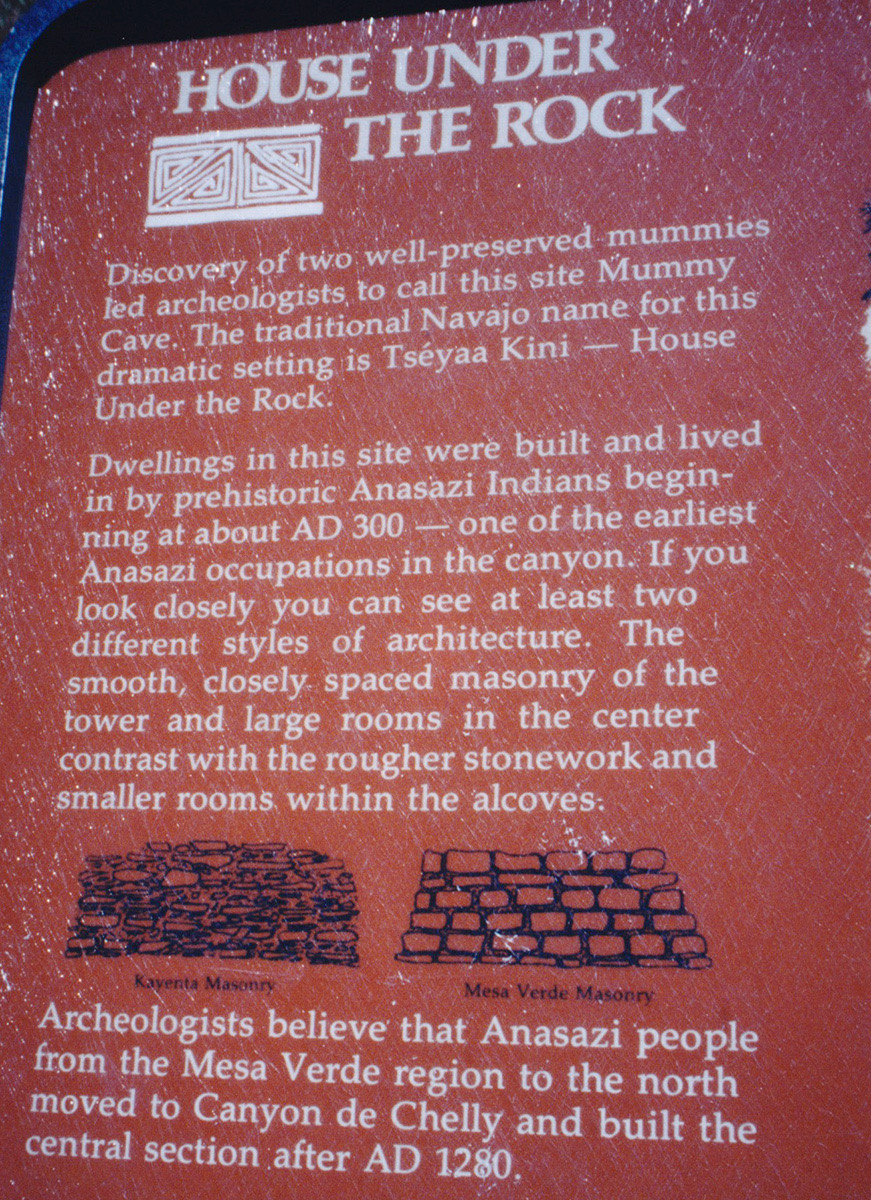 HOUSE UNDER
THE ROCK
Discovery of two well-preserved mummies
led archeologists to call this site Mummy
Cave. The traditional Navajo name for this
dramatic setting is Tséyaa Kini — House
Under the Rock.
Dwellings in this site were built and lived
in by prehistoric Anasazi Indians begin-
ning at about AD 300 — one of the earliest
Anasazi occupations in the canyon. If you
look closely you can see at least two
different styles of architecture. The
smooth, closely spaced masonry of the
tower and large rooms in the center
contrast with the rougher stonework and
smaller rooms within the alcoves.
Kayenta Masonry
Mesa Verde Masonry
Archeologists believe that Anasazi people
from the Mesa Verde region to the north
moved to Canyon de Chelly and built the
central section after AD 1280.